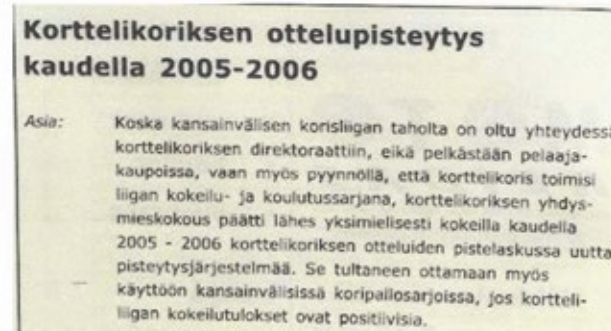 Korttelikoriksen ottelupisteytys
kaudella 2005-2006
Asia: Koska kansainvälisen korisliigan taholta on oltu yhteydessä
korttelikoriksen direktoraattiin, eikä pelkästään pelaaja-
kaupoissa, vaan myös pyynnöllä, että korttelikoris toimisi
liigan kokeilu- ja koulutussarjana, korttelikoriksen yhdys-
mieskokous päätti lähes yksimielisesti kokeilla kaudella
2005 - 2006 korttelikoriksen otteluiden pistelaskussa uutta
pisteytysjärjestelmää. Se tultaneen ottamaan myös
käyttöön kansainvälisissä koripallosarjoissa, jos kortteli-
liigan kokeilutulokset ovat positiivisia.